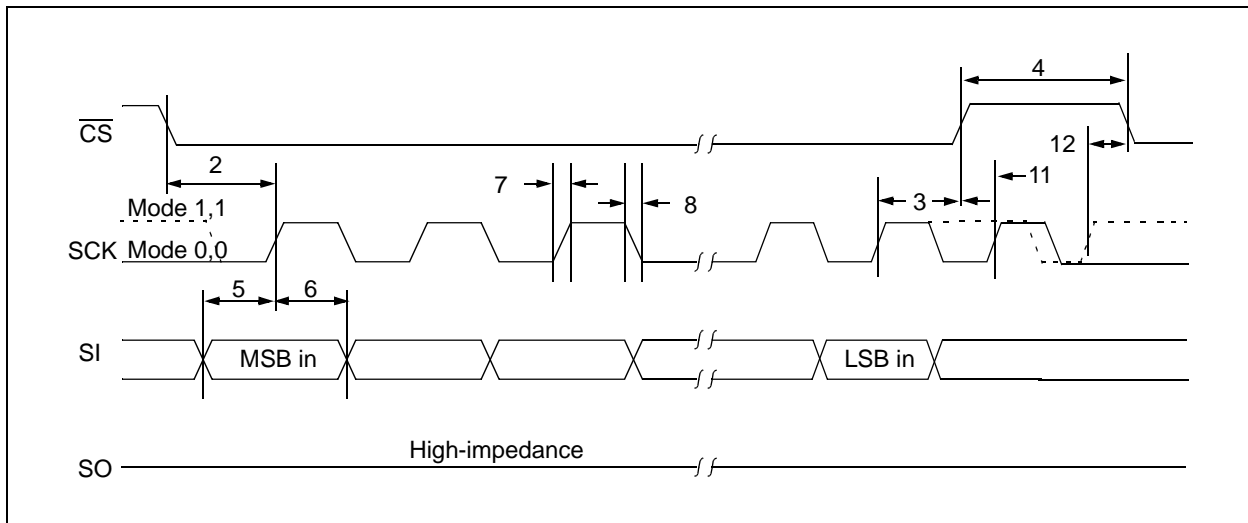 4
CS
12
2
7
8
3
11
Mode 1,1
SCK Mode 0,0
5
6
SI
MSB in
LSB in
High-impedance
SO